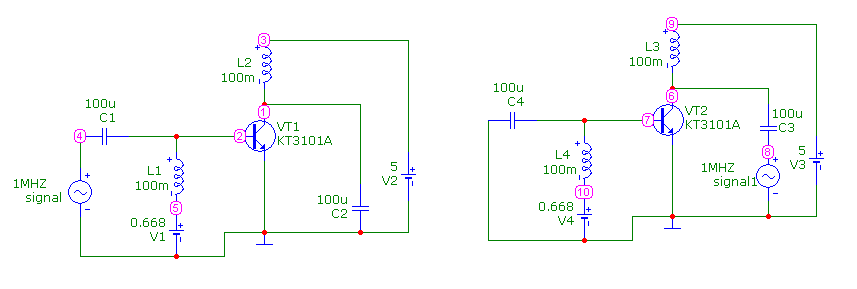 3
L2
100m
100u
C1
4
1
2
VT1
KT3101A
L1
100m
1MHZ
signal
5
0.668
V1
100u
C2
5
V2
9
L3
100m
100u
C4
6
7
VT2
KT3101A
100u
C3
8
L4
100m
1MHZ
signal1
10
0.668
V4
5
V3